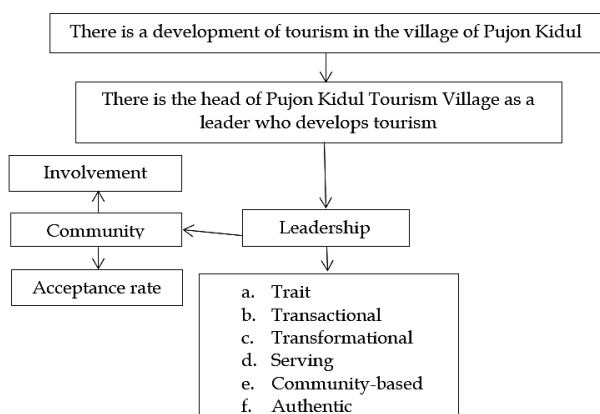 There is a development of tourism in the village of Pujon Kidul
There is the head of Pujon Kidul Tourism Village as a
leader who develops tourism
Involvement
Community
Leadership
Acceptance rate
a. Trait
b. Transactional
c. Transformational
d. Serving
e. Community-based
f. Authentic